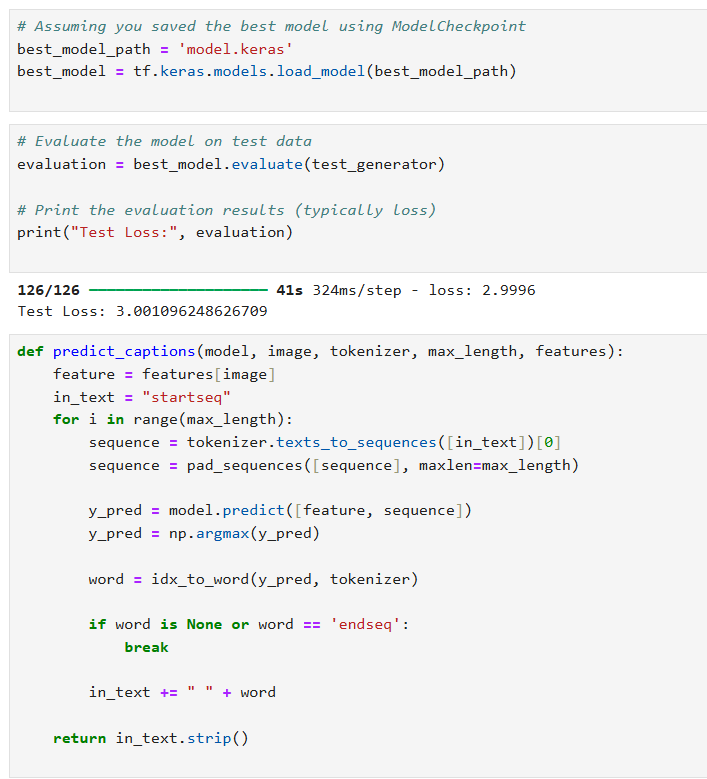 # Assuming you saved the best model using ModelCheckpoint
best_model_path = 'model.keras'
best_model = tf.keras.models.load_model(best_model_path)
# Evaluate the model on test data
evaluation = best_model.evaluate(test_generator)
# Print the evaluation results (typically loss)
print("Test Loss:", evaluation)
126/126 ━━━━━━━━━━━━━━━━━━━━ 41s 324ms/step - loss: 2.9996
Test Loss: 3.001096248626709
def predict_captions(model, image, tokenizer, max_length, features):
    feature = features[image]
    in_text = "startseq"
    for i in range(max_length):
        sequence = tokenizer.texts_to_sequences([in_text])[0]
        sequence = pad_sequences([sequence], maxlen=max_length)
        y_pred = model.predict([feature, sequence])
        y_pred = np.argmax(y_pred)
        word = idx_to_word(y_pred, tokenizer)
        if word is None or word == 'endseq':
            break
        in_text += " " + word
    return in_text.strip()